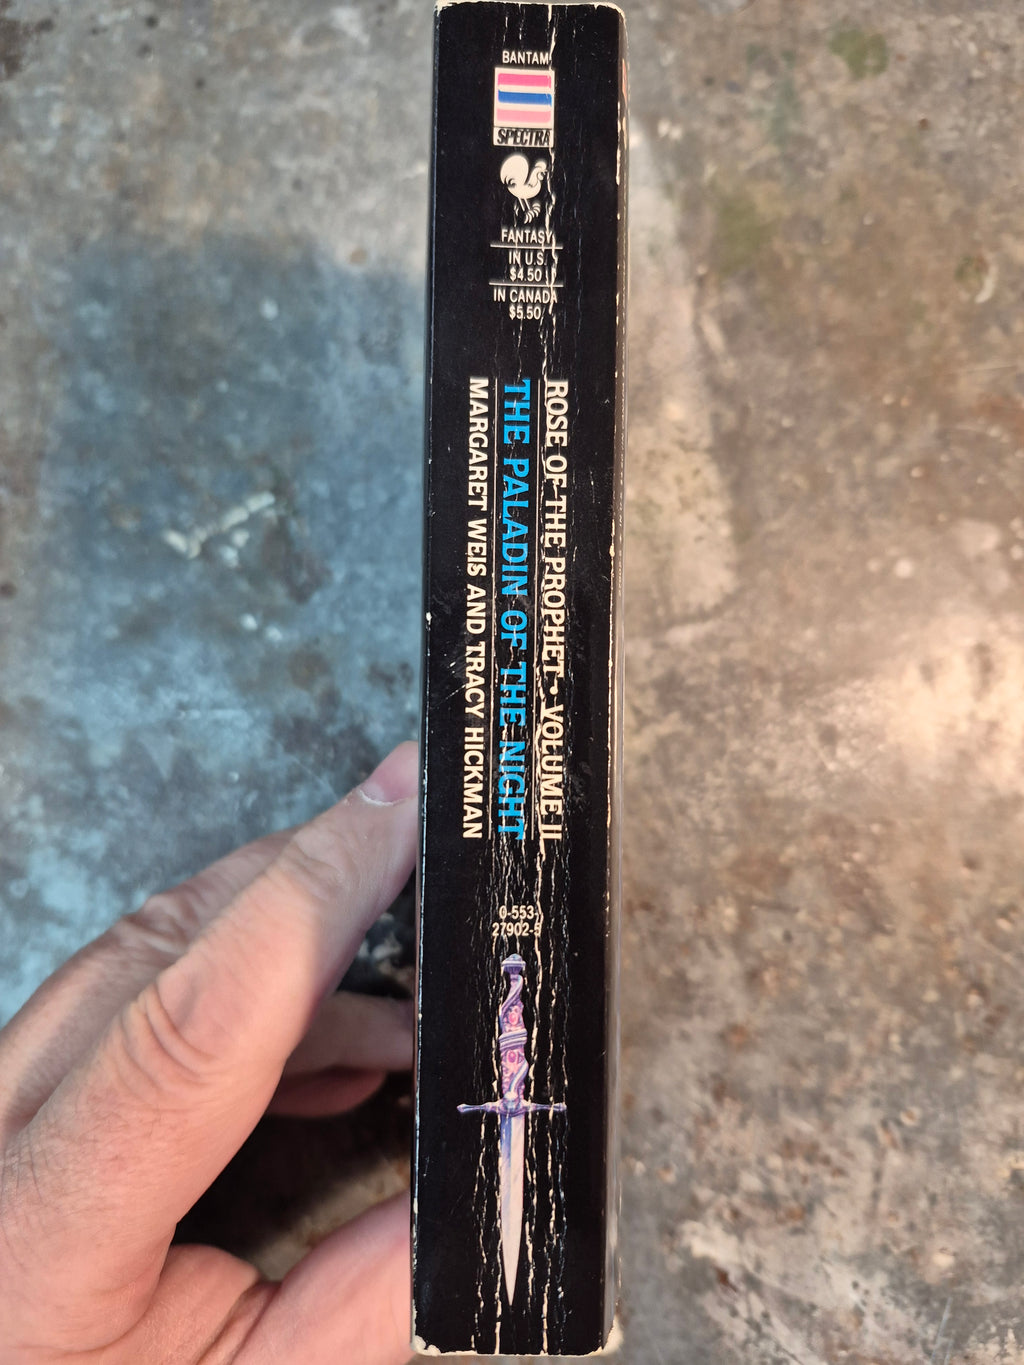 BANTAM
SPECTRA
FANTASY
IN U.S.
$4.50
IN CANADA
$5.50
ROSE OF THE PROPHET • VOLUME II
THE PALADIN OF THE NIGHT
MARGARET WEIS AND TRACY HICKMAN
0-553-
27902-5